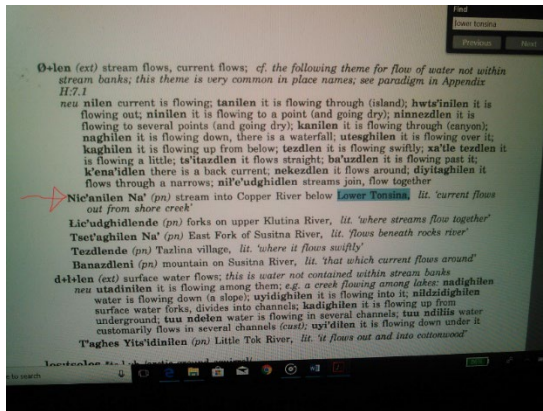 Find
lower tonsina
Previous Next
Ø+len (ext) stream flows, current flows; cf. the following theme for flow of water not within
stream banks; this theme is very common in place names; see paradigm in Appendix
H:7.1
neu nilen current is flowing; tanilen it is flowing through (island); hwts'inilen it is
flowing out; ninilen it is flowing to a point (and going dry); ninnezdlen it is
flowing to several points (and going dry); kanilen it is flowing through (canyon);
naghilen it is flowing down, there is a waterfall; utesghilen it is flowing over it;
kaghilen it is flowing up from below; tezdlen it is flowing swiftly; xa'tle tezdlen it
is flowing a little; ts'itazdlen it flows straight; ba'uzdlen it is flowing past it;
k'ena'idlen there is a back current; nekezdlen it flows around; diyitaghilen it
flows through a narrows; nił'e'udghidlen streams join, flow together
Nic'anilen Na' (pn) stream into Copper River below Lower Tonsina, lit. 'current flows
out from shore creek'
Łic'udghidlende (pn) forks on upper Klutina River, lit. 'where streams flow together'
Tset'aghilen Na' (pn) East Fork of Susitna River, lit. 'flows beneath rocks river'
Tezdlende (pn) Tazlina village, lit. 'where it flows swiftly'
Banazdleni (pn) mountain on Susitna River, lit. 'that which current flows around'
d+l+len (ext) surface water flows; this is water not contained within stream banks
neu utadinilen it is flowing among them; e.g. a creek flowing among lakes: nadighilen
water is flowing down (a slope); uyidighilen it is flowing into it; nildzidighilen
surface water forks, divides into channels; kadighilen it is flowing up from
underground; tuu ndelen water is flowing in several channels; tuu ndiliis water
customarily flows in several channels (cust); uyi'dilen it is flowing down under it
T'aghes Yits'idinilen (pn) Little Tok River, lit. 'it flows out and into cottonwood'
e to search